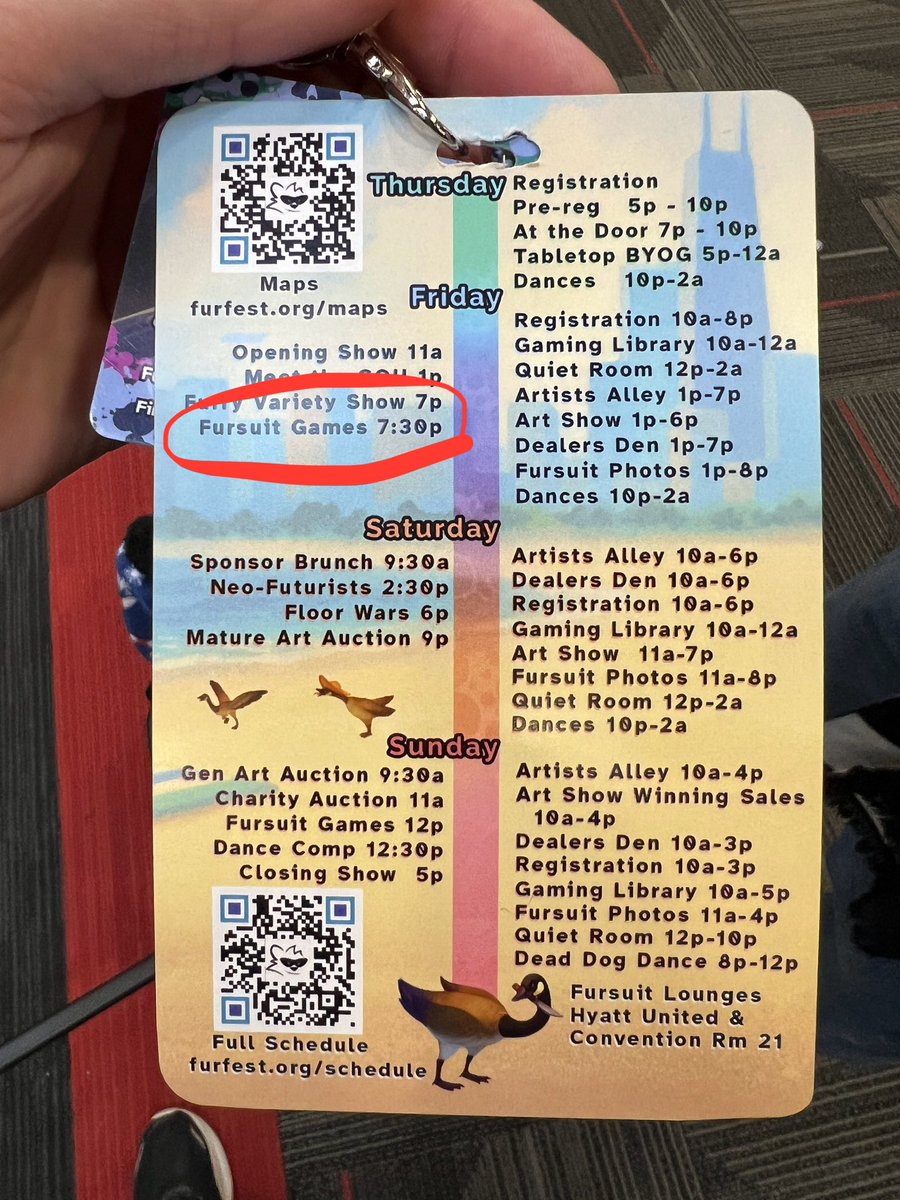 Maps
furfest.org/maps
Thursday
Registration
Pre-reg 5p - 10p
At the Door 7p - 10p
Tabletop BYOG 5p-12a
Dances 10p-2a
Friday
Opening Show 11a
1p
Furry Variety Show 7p
Fursuit Games 7:30p
Registration 10a-8p
Gaming Library 10a-12a
Quiet Room 12p-2a
Artists Alley 1p-7p
Art Show 1p-6p
Dealers Den 1p-7p
Fursuit Photos 1p-8p
Dances 10p-2a
Saturday
Sponsor Brunch 9:30a
Neo-Futurists 2:30p
Floor Wars 6p
Mature Art Auction 9p
Artists Alley 10a-6p
Dealers Den 10a-6p
Registration 10a-6p
Gaming Library 10a-12a
Art Show 11a-7p
Fursuit Photos 11a-8p
Quiet Room 12p-2a
Dances 10p-2a
Sunday
Gen Art Auction 9:30a
Charity Auction 11a
Fursuit Games 12p
Dance Comp 12:30p
Closing Show 5p
Artists Alley 10a-4p
Art Show Winning Sales
10a-4p
Dealers Den 10a-3p
Registration 10a-3p
Gaming Library 10a-5p
Fursuit Photos 11a-4p
Quiet Room 12p-10p
Dead Dog Dance 8p-12p
Full Schedule
furfest.org/schedule
Fursuit Lounges
Hyatt United &
Convention Rm 21